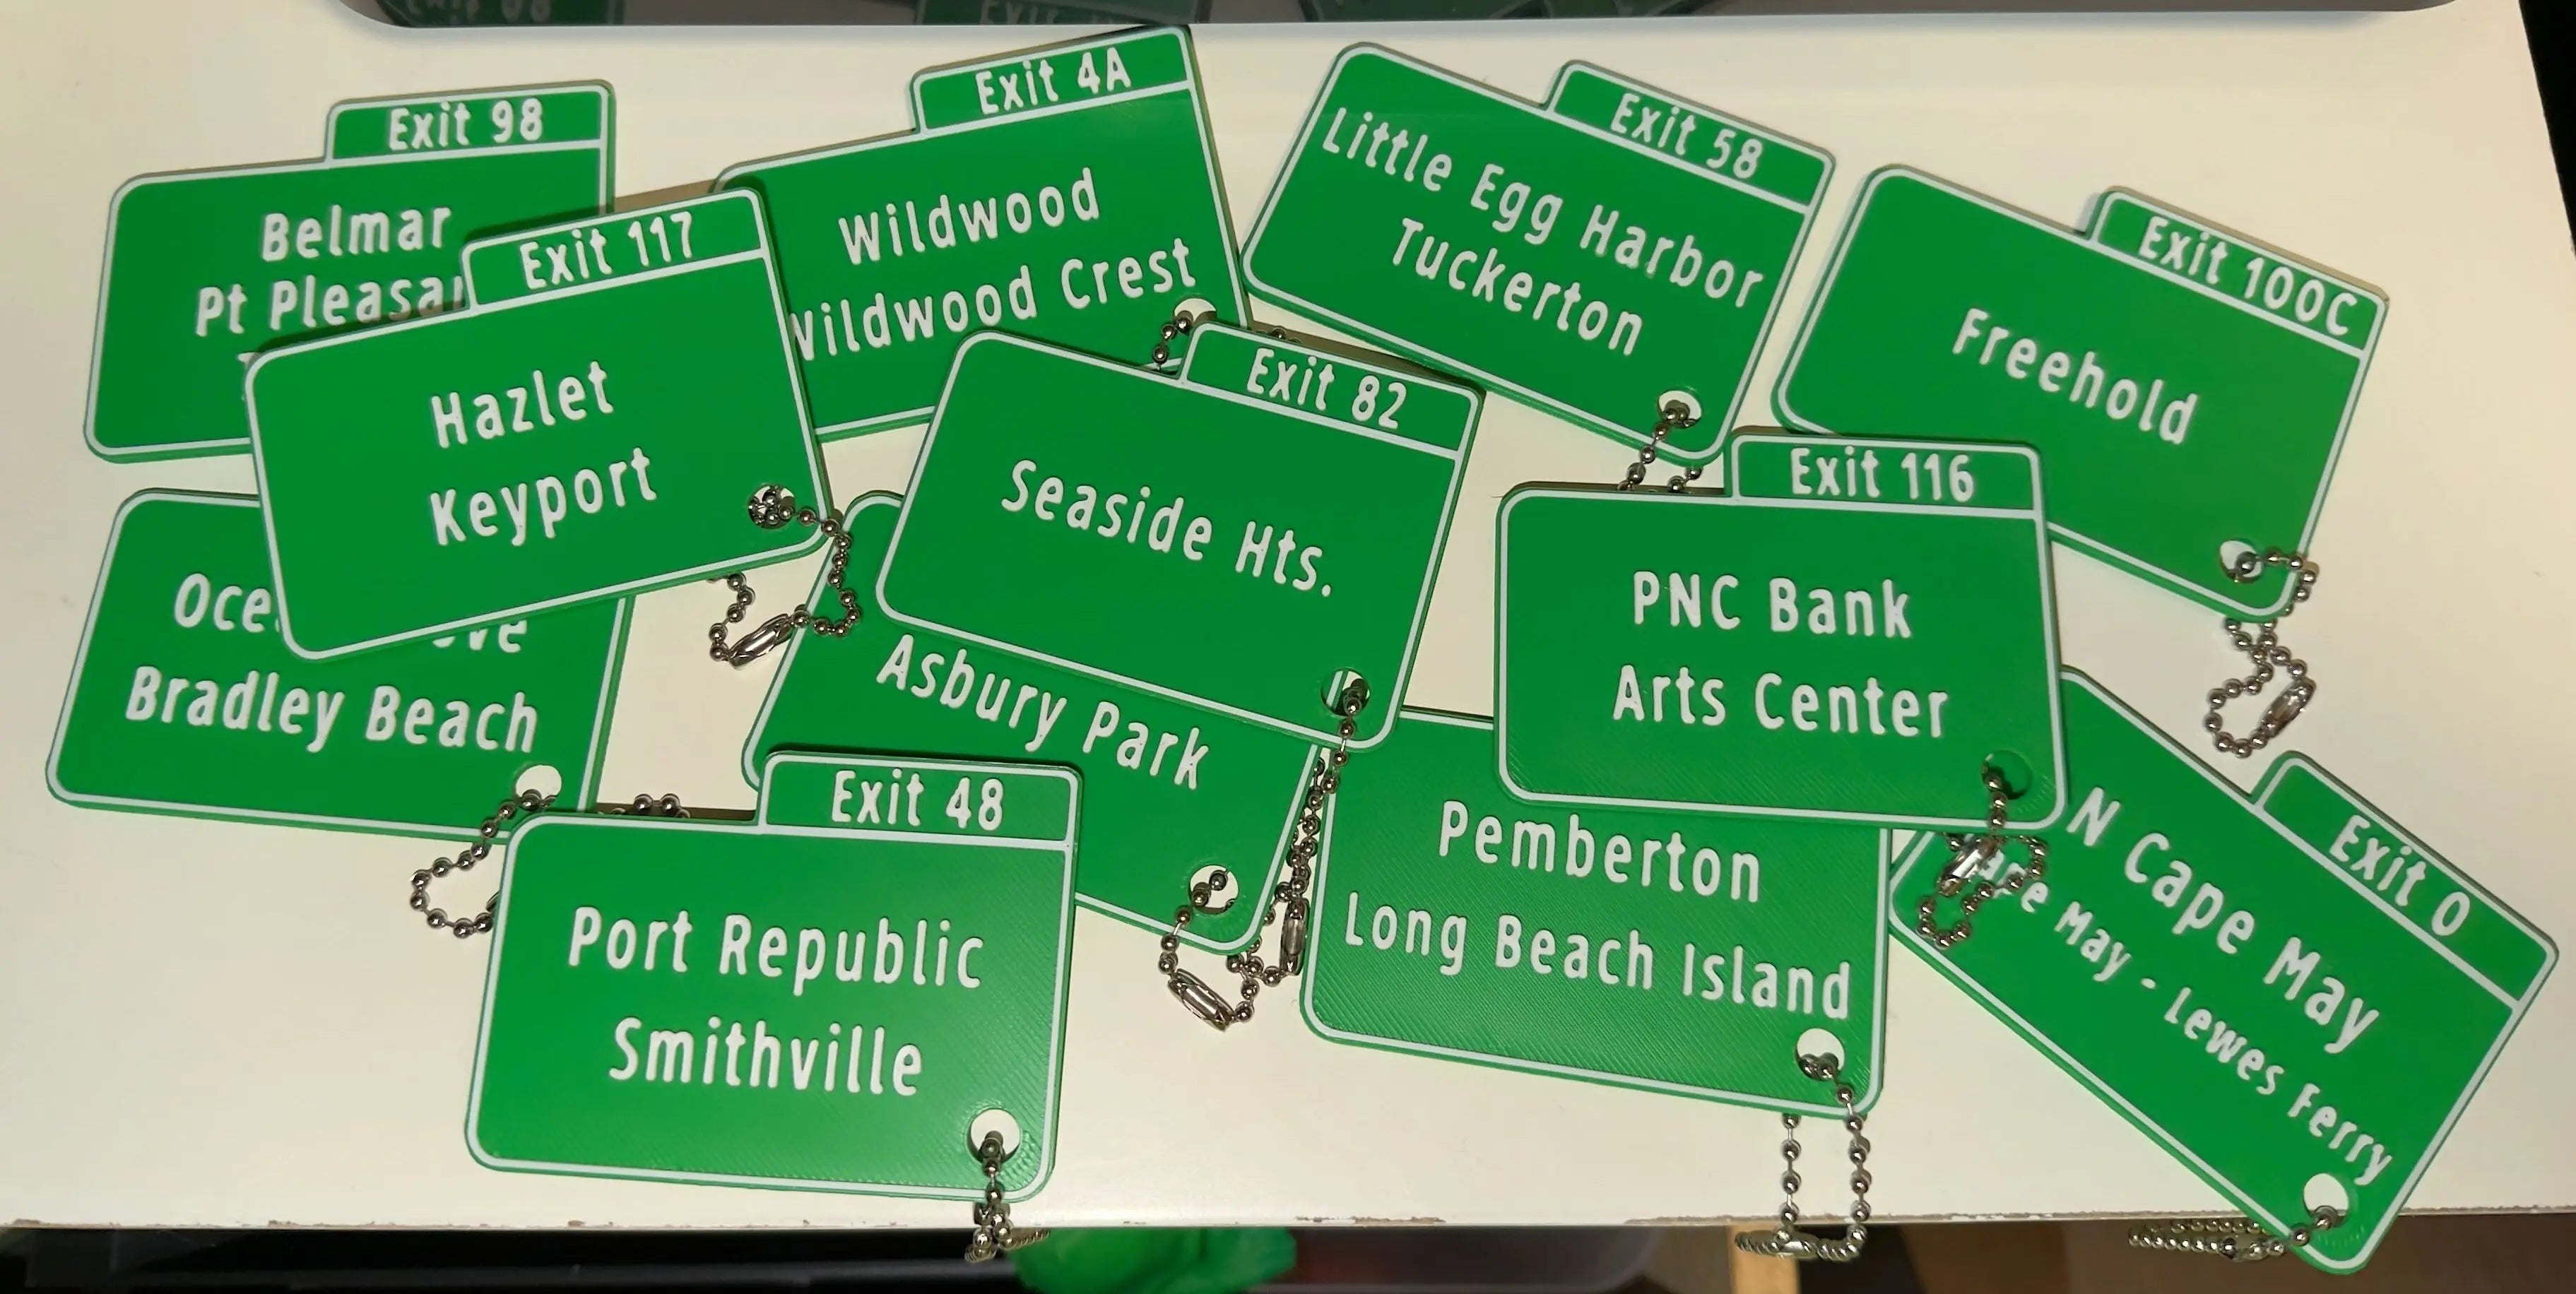 Exit 98
Belmar
Pt
Exit 4A
Wildwood
Crest
Exit 58
Little Egg Harbor
Tuckerton
Exit 100C
Freehold
Exit 117
Hazlet
Keyport
Exit 82
Seaside Hts.
Exit 116
PNC Bank
Arts Center
Bradley Beach
Asbury Park
Exit 48
Port Republic
Smithville
Pemberton
Long Beach Island
Exit 0
N Cape May
May - Lewes Ferry